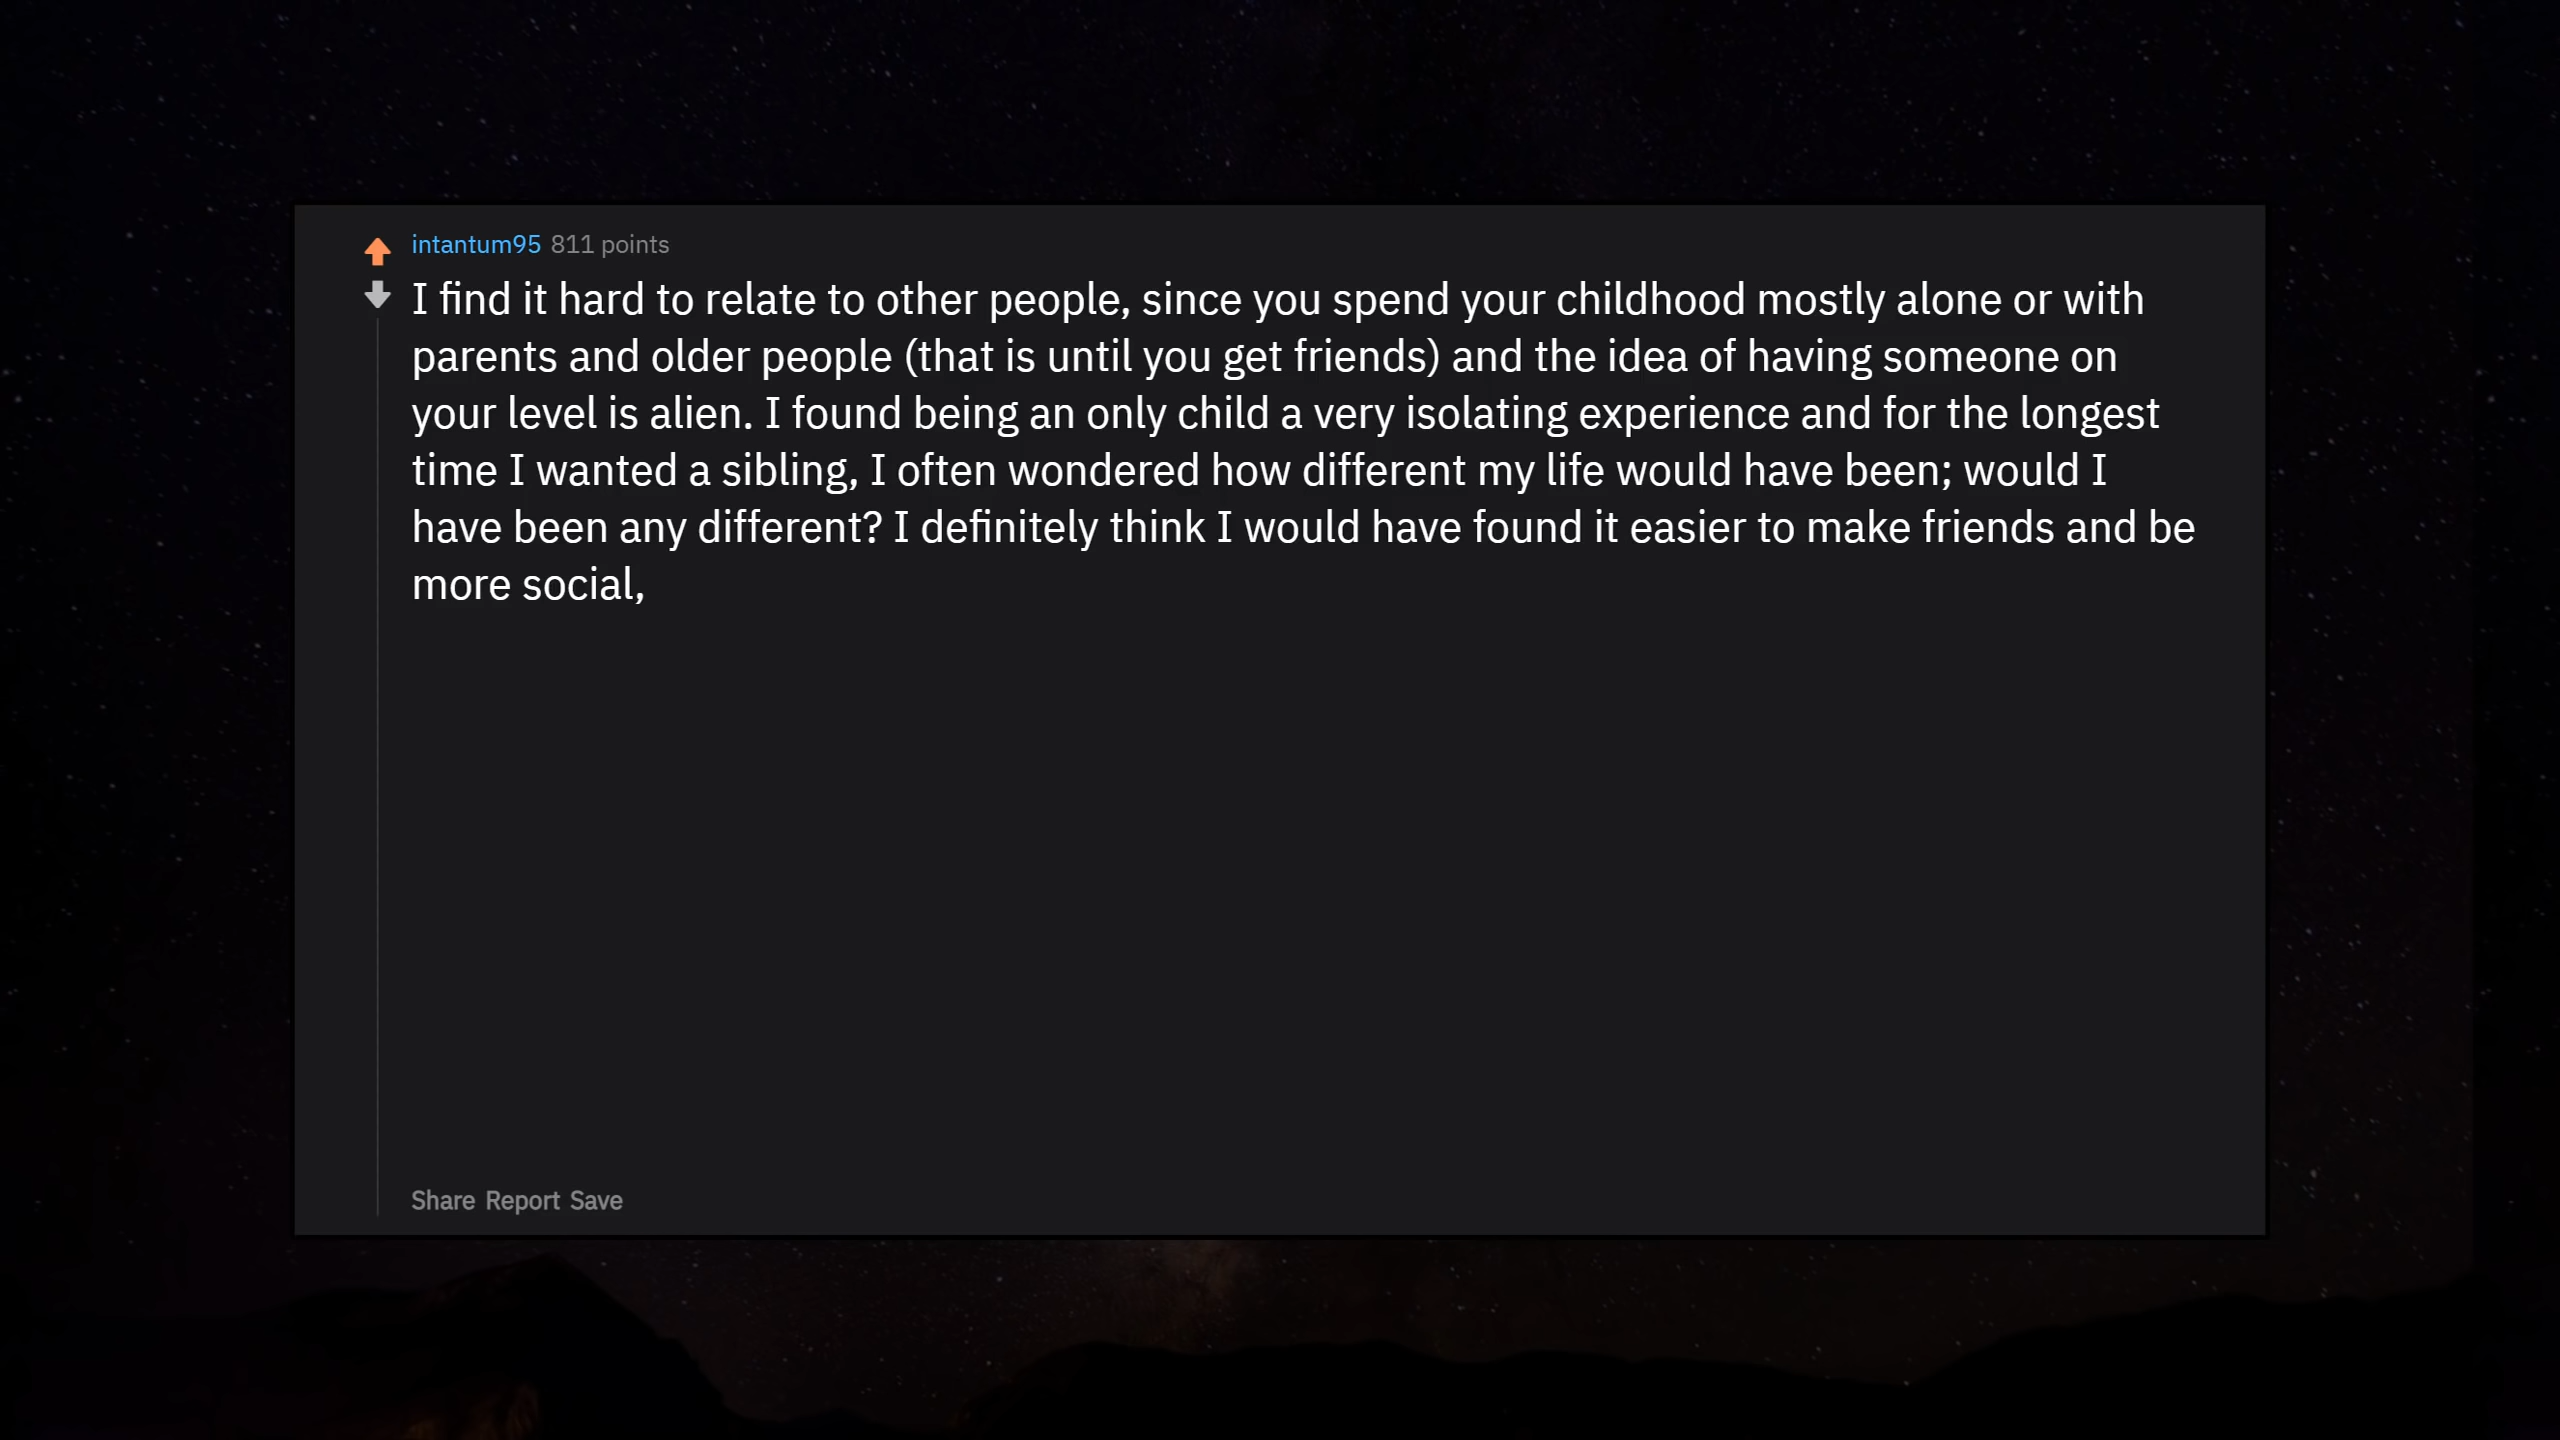 intantum95 811 points
I find it hard to relate to other people, since you spend your childhood mostly alone or with
parents and older people (that is until you get friends) and the idea of having someone on
your level is alien. I found being an only child a very isolating experience and for the longest
time I wanted a sibling, I often wondered how different my life would have been; would I
have been any different? I definitely think I would have found it easier to make friends and be
more social,
Share Report Save